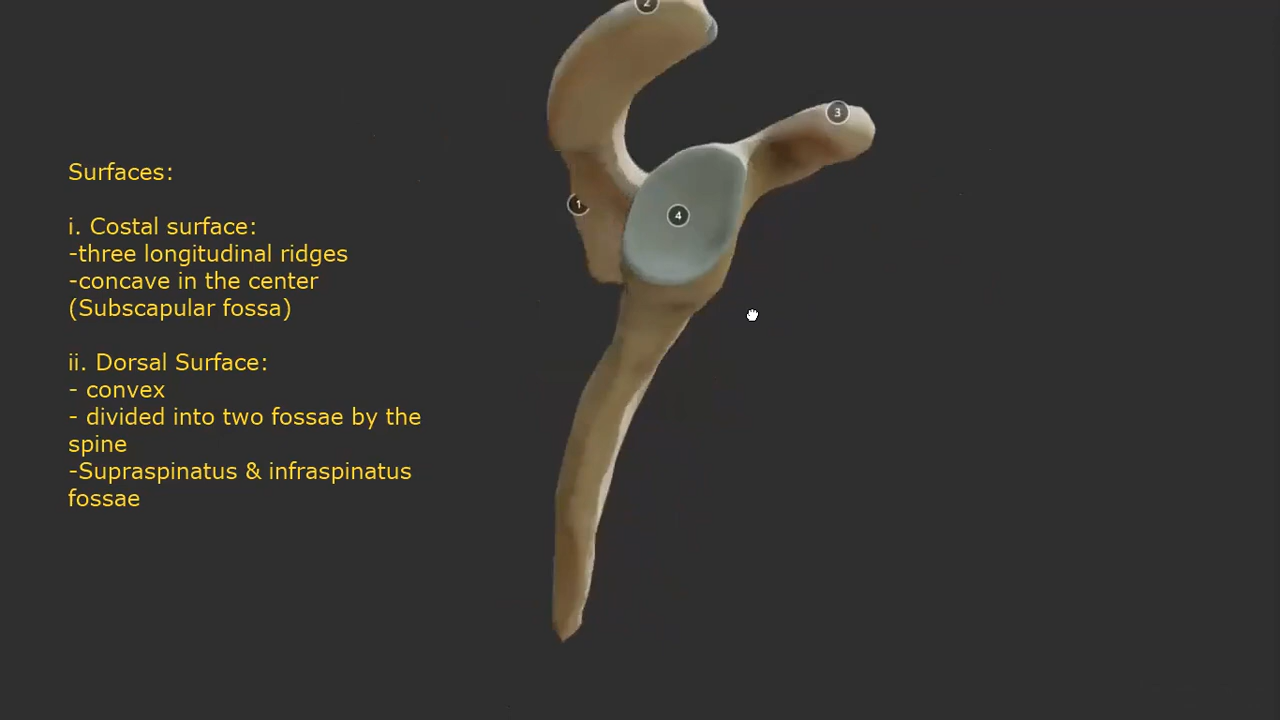 2
3
1
4
Surfaces:
i. Costal surface:
-three longitudinal ridges
-concave in the center
(Subscapular fossa)
ii. Dorsal Surface:
- convex
- divided into two fossae by the
spine
-Supraspinatus & infraspinatus
fossae